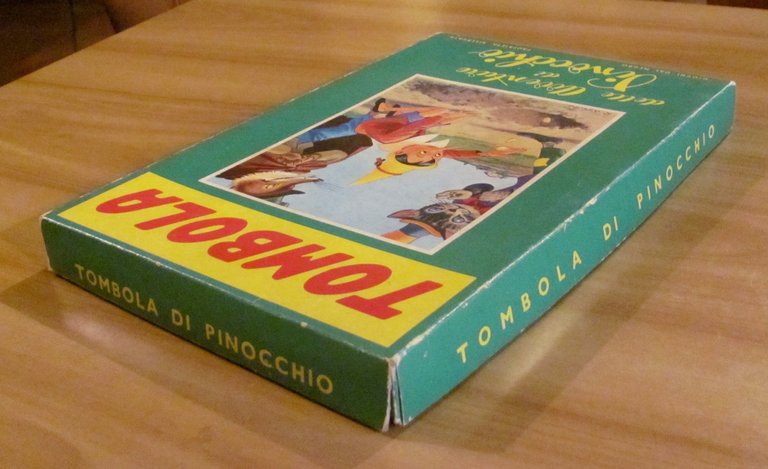 TOMBOLA
delle Avventure
di
Pinocchio
TOMBOLA DI PINOCCHIO
TOMBOLA DI PINOCCHIO